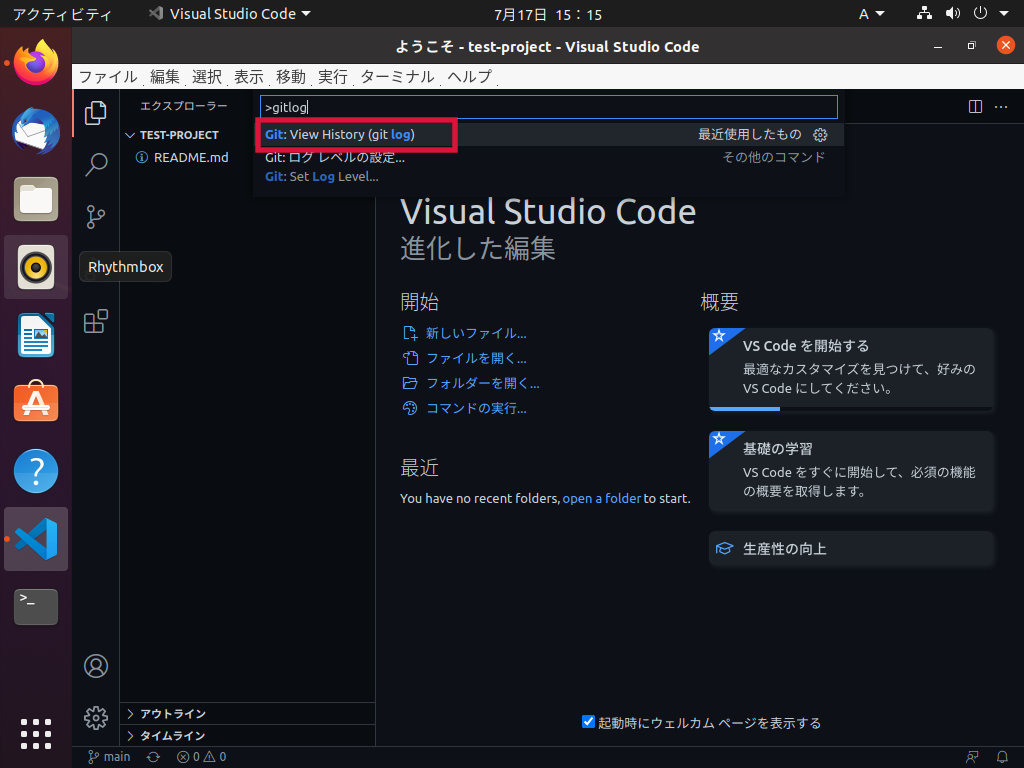 アクティビティ
Visual Studio Code
7月17日 15：15
A
ようこそ - test-project - Visual Studio Code
ファイル 編集 選択 表示 移動 実行 ターミナル ヘルプ
エクスプローラー
TEST-PROJECT
README.md
>gitlog
Git: View History (git log)
最近使用したもの
Git: ログ レベルの設定...
その他のコマンド
Git: Set Log Level...
Rhythmbox
Visual Studio Code
進化した編集
開始
新しいファイル...
ファイルを開く...
フォルダーを開く...
コマンドの実行...
最近
You have no recent folders, open a folder to start.
概要
VS Code を開始する
最適なカスタマイズを見つけて、好みの
VS Code にしてください。
基礎の学習
VS Code をすぐに開始して、必須の機能
の概要を取得します。
生産性の向上
起動時にウェルカム ページを表示する
アウトライン
タイムライン
main
0
0